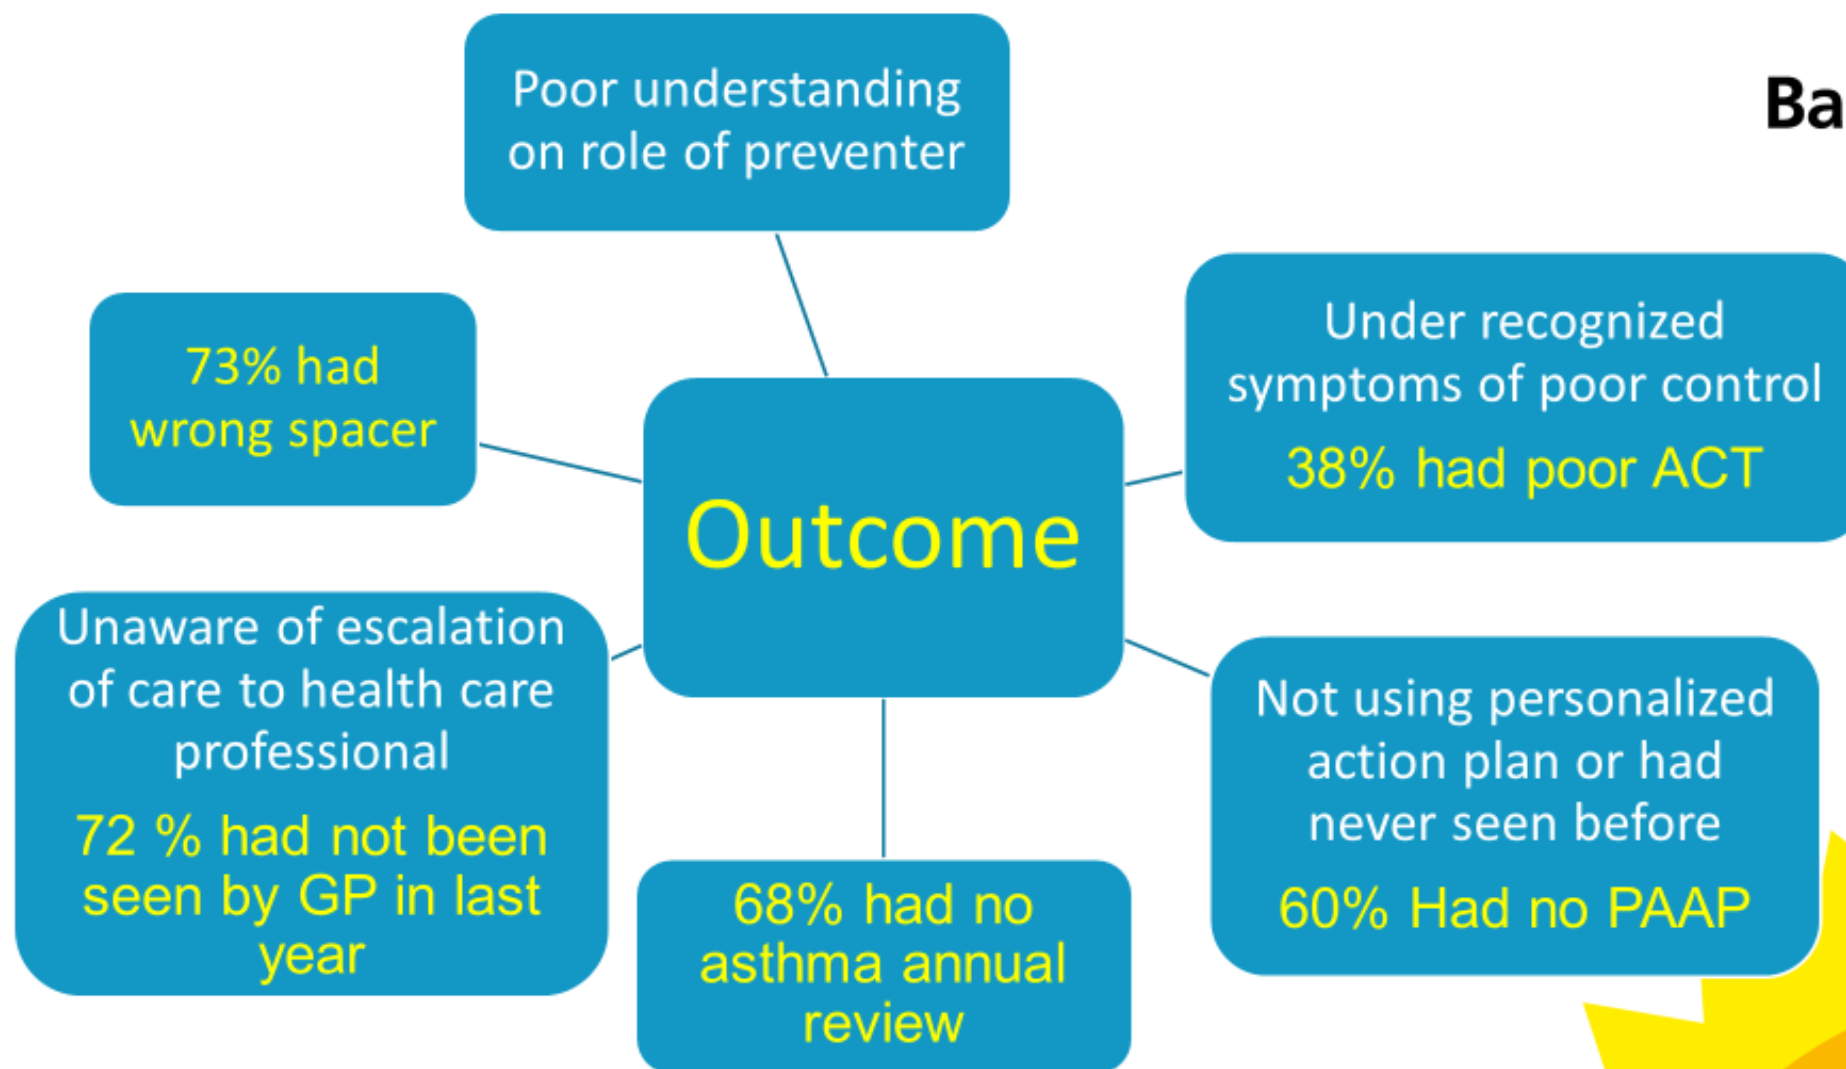 Poor understanding
on role of preventer
Ba
Under recognized
symptoms of poor control
38% had poor ACT
73% had
wrong spacer
Outcome
Unaware of escalation
of care to health care
professional
72 % had not been
seen by GP in last
year
Not using personalized
action plan or had
never seen before
60% Had no PAAP
68% had no
asthma annual
review